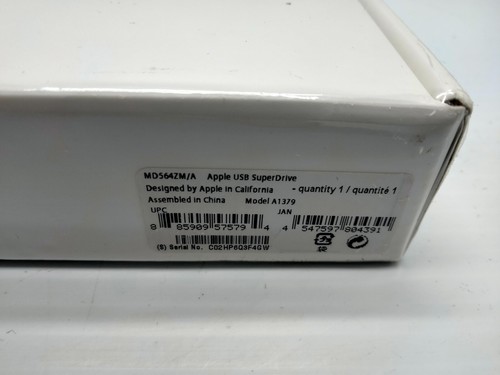 MD564ZM/A Apple USB SuperDrive
Designed by Apple in California - quantity 1 / quantité 1
Assembled in China Model A1379
UPC JAN
8 85909 57579 4 4 547597 804391
(S) Serial No. C02HP6Q3F4GW
袋